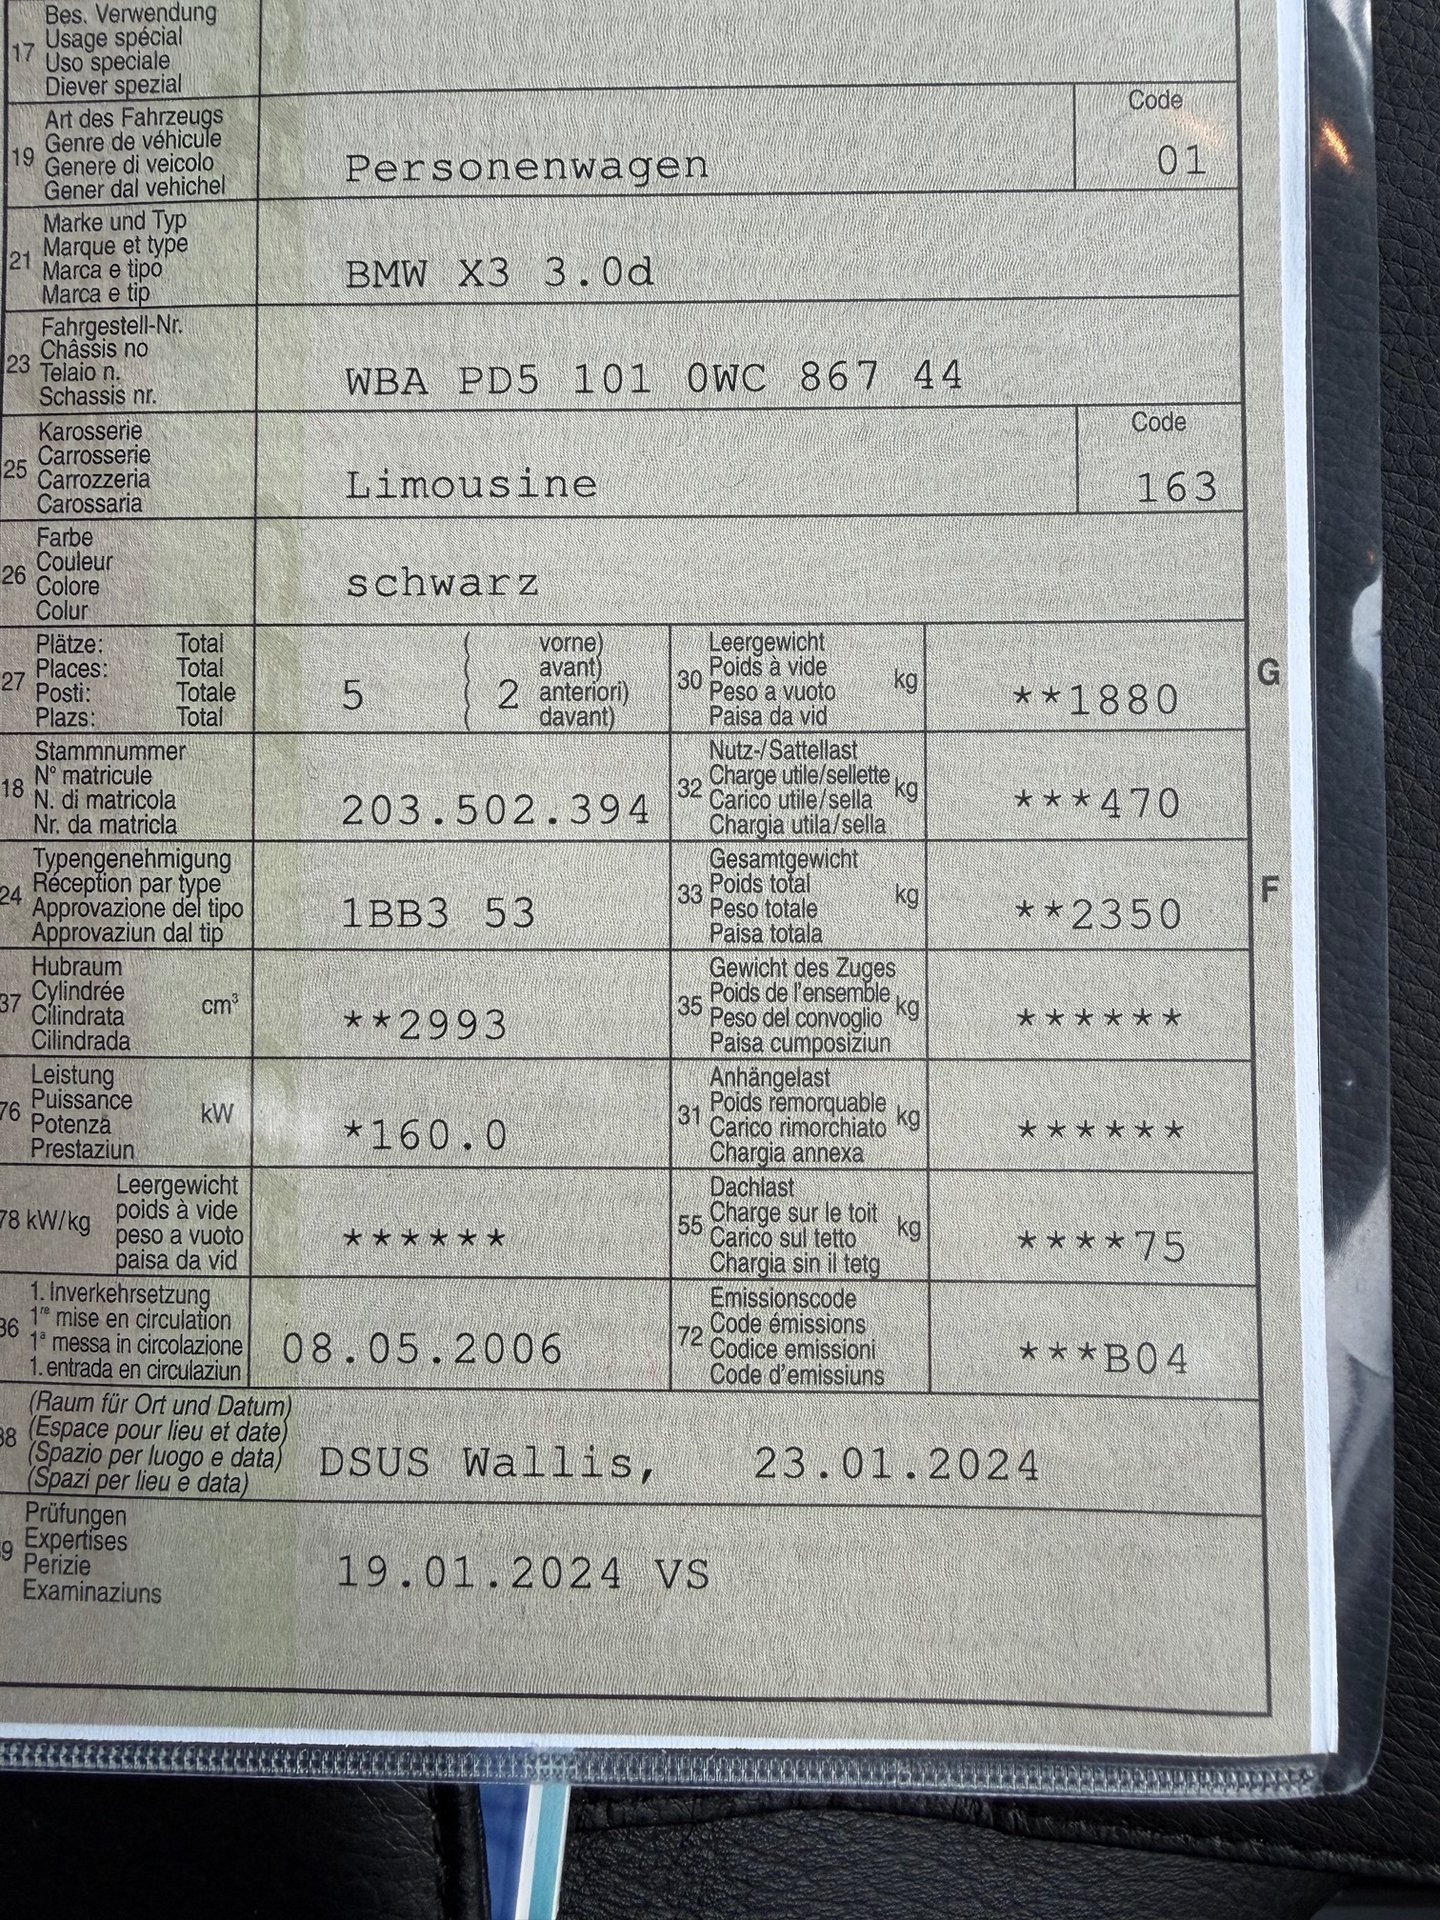 17 Bes. Verwendung
Usage spécial
Uso speciale
Diever spezial
19 Art des Fahrzeugs
Genre de véhicule
Genere di veicolo
Gener dal vehichel
Personenwagen
Code
01
21 Marke und Typ
Marque et type
Marca e tipo
Marca e tip
BMW X3 3.0d
23 Fahrgestell-Nr.
Châssis no
Telaio n.
Schassis nr.
WBA PD5 101 0WC 867 44
25 Karosserie
Carrosserie
Carrozzeria
Carossaria
Limousine
Code
163
26 Farbe
Couleur
Colore
Colur
schwarz
27 Plätze: Total
Places: Total
Posti: Totale
Plazs: Total
5
( 2 vorne)
avant)
anteriori)
( davant)
30 Leergewicht
Poids à vide
Peso a vuoto
Paisa da vid
kg
**1880
G
18 Stammnummer
N° matricule
N. di matricola
Nr. da matricla
203.502.394
32 Nutz-/Sattellast
Charge utile/sellette
Carico utile/sella
Chargia utila/sella
kg
***470
24 Typengenehmigung
Réception par type
Approvazione del tipo
Approvaziun dal tip
1BB3 53
33 Gesamtgewicht
Poids total
Peso totale
Paisa totala
kg
**2350
F
37 Hubraum
Cylindrée
Cilindrata
Cilindrada
cm³
**2993
35 Gewicht des Zuges
Poids de l'ensemble
Peso del convoglio
Paisa cumposiziun
kg
******
76 Leistung
Puissance
Potenza
Prestaziun
kW
*160.0
31 Anhängelast
Poids remorquable
Carico rimorchiato
Chargia annexa
kg
******
78 kW/kg
Leergewicht
poids à vide
peso a vuoto
paisa da vid
******
55 Dachlast
Charge sur le toit
Carico sul tetto
Chargia sin il tetg
kg
****75
36 1. Inverkehrsetzung
1re mise en circulation
1a messa in circolazione
1. entrada en circulaziun
08.05.2006
72 Emissionscode
Code émissions
Codice emissioni
Code d'emissiuns
***B04
38 (Raum für Ort und Datum)
(Espace pour lieu et date)
(Spazio per luogo e data)
(Spazi per lieu e data)
DSUS Wallis, 23.01.2024
39 Prüfungen
Expertises
Perizie
Examinaziuns
19.01.2024 VS